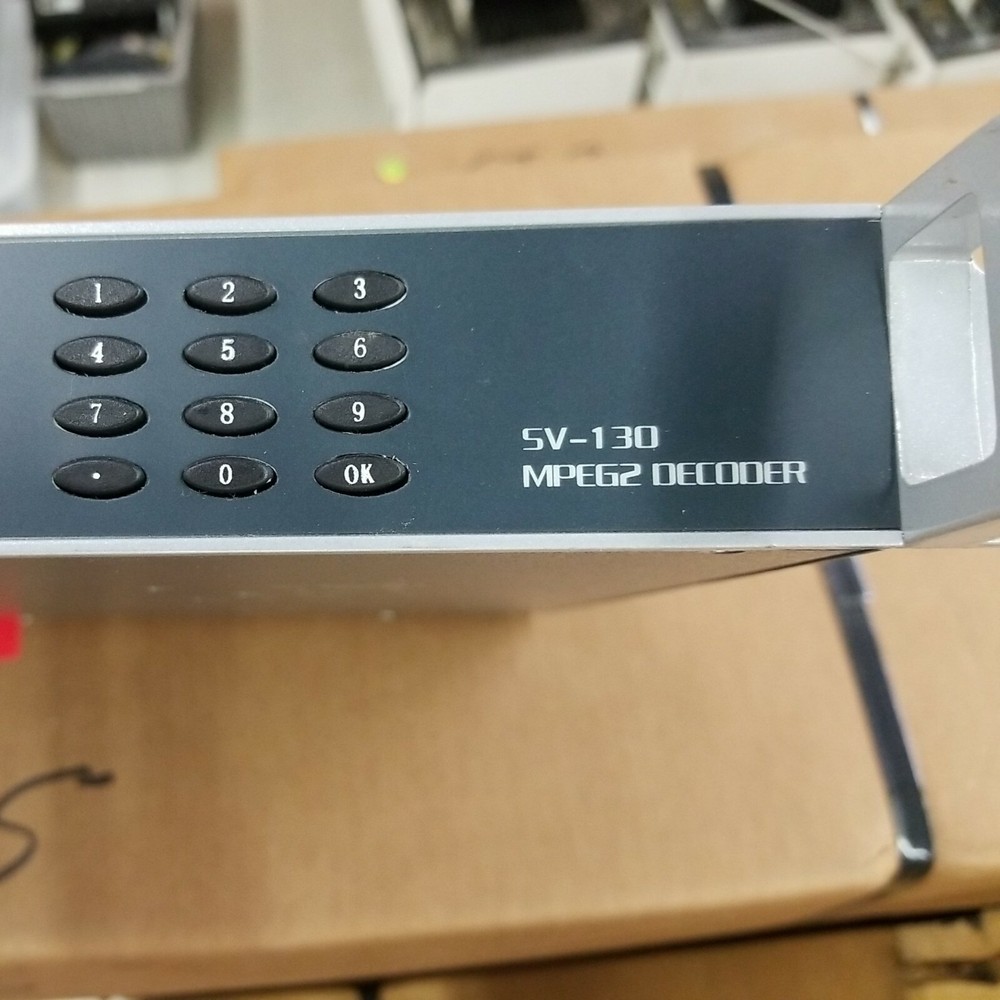 1 2 3
4 5 6
7 8 9
. 0 OK
SV-130
MPEG2 DECODER